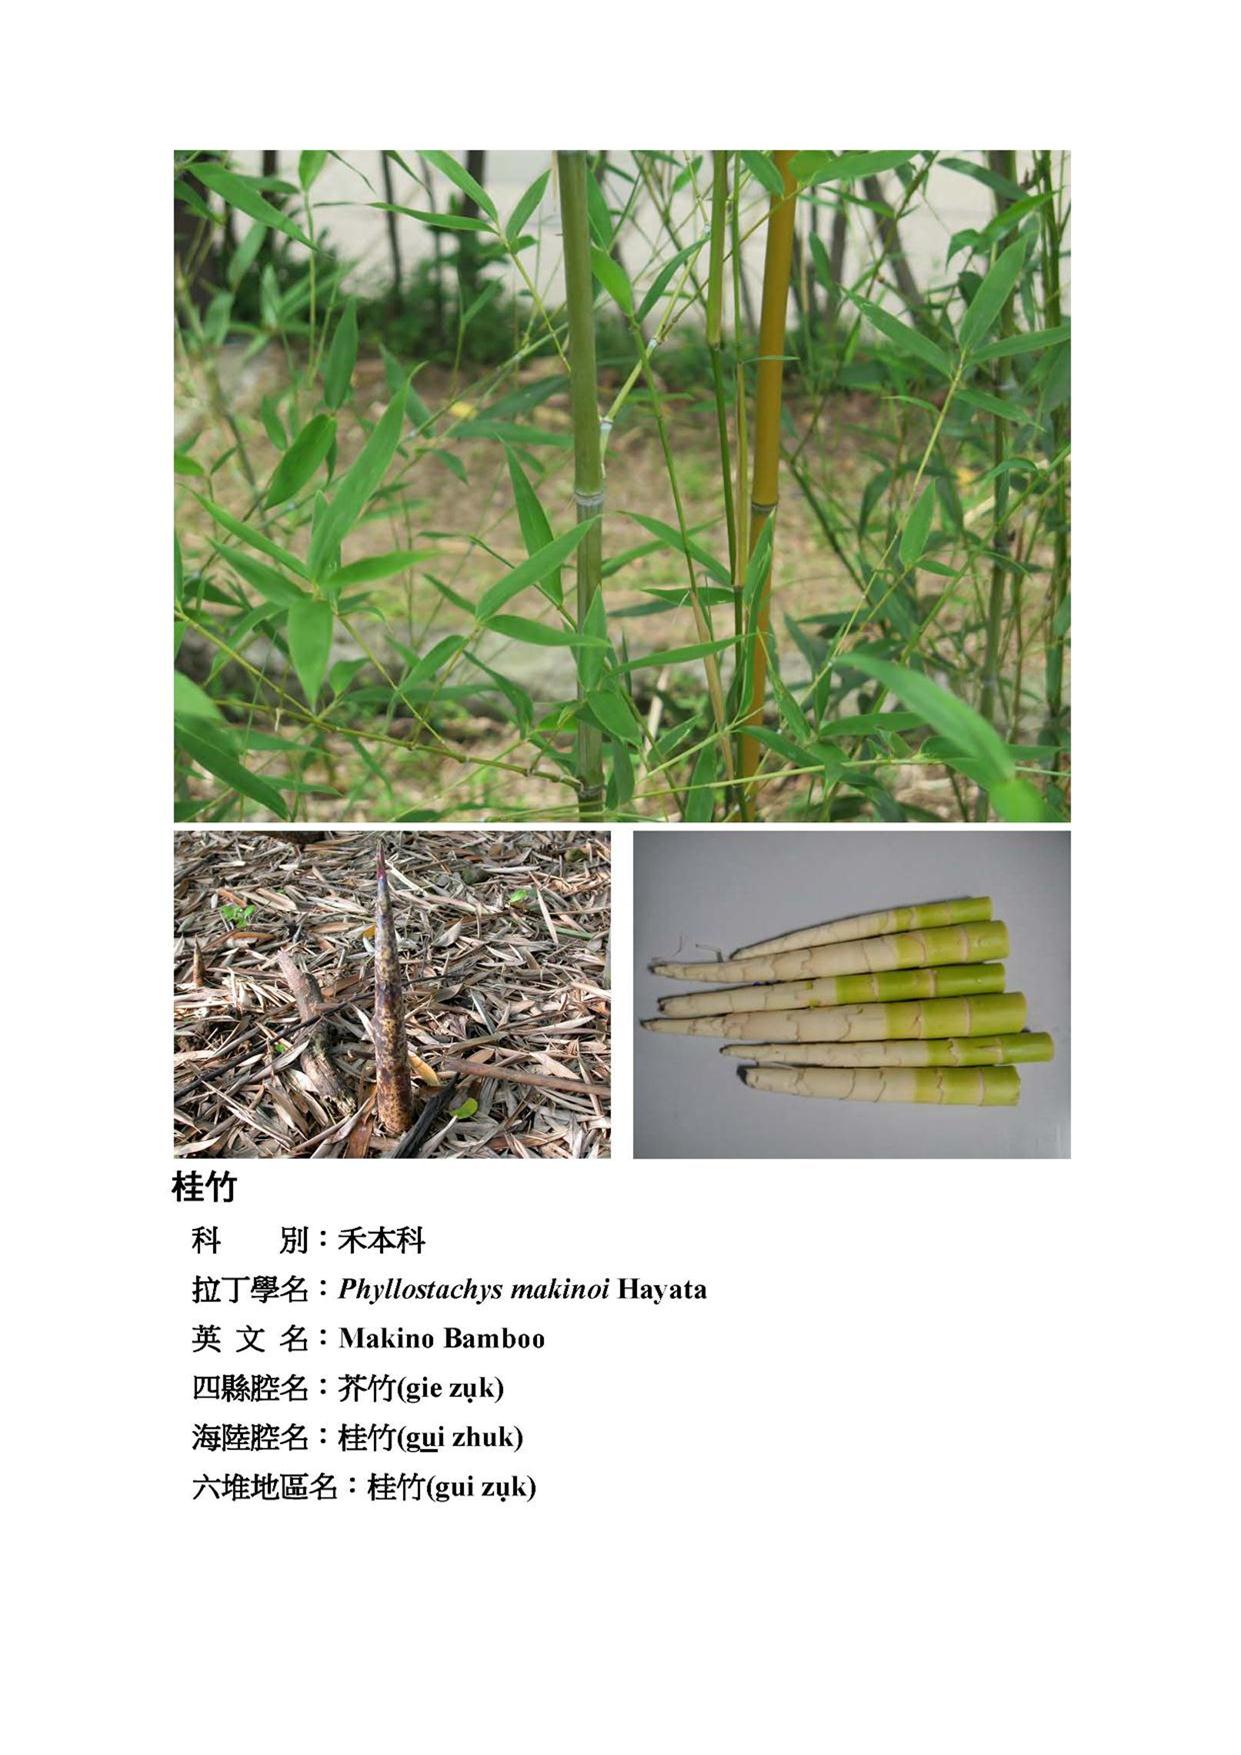 桂竹
科　　別：禾本科
拉丁學名：Phyllostachys makinoi Hayata
英 文 名：Makino Bamboo
四縣腔名：芥竹(gie zṳk)
海陸腔名：桂竹(gui zhuk)
六堆地區名：桂竹(gui zṳk)